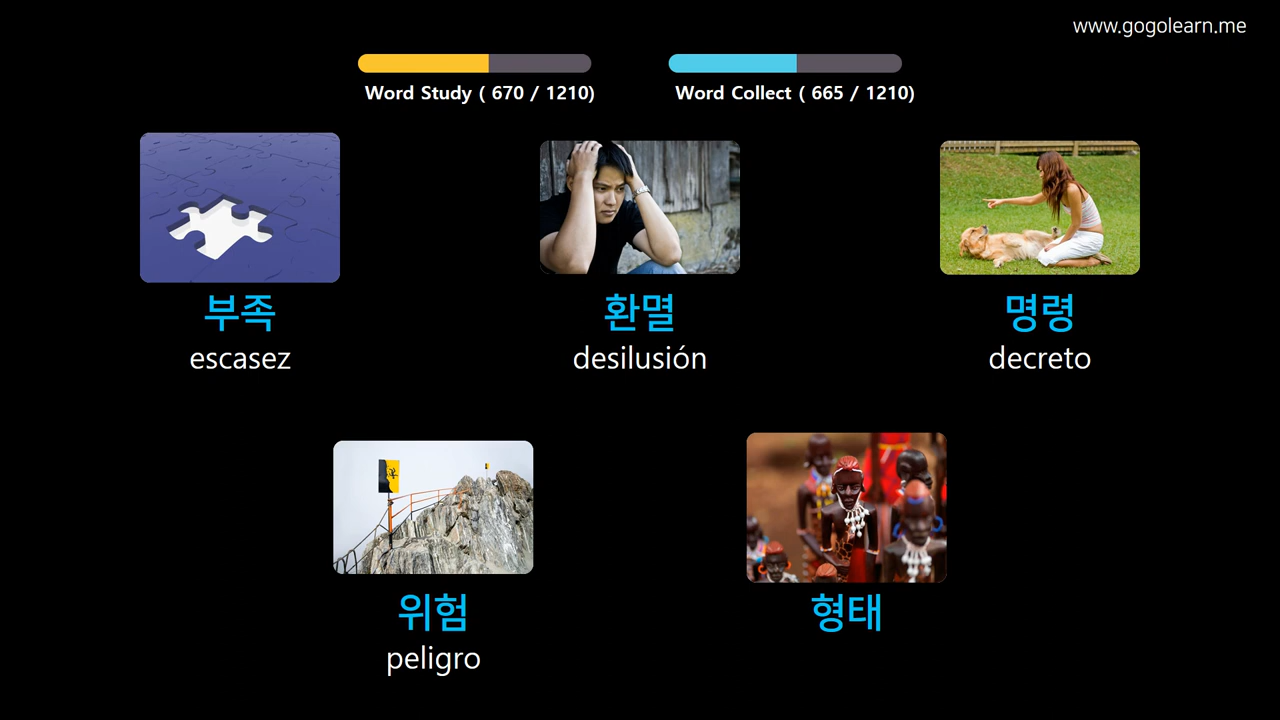 www.gogolearn.me
Word Study ( 670 / 1210)
Word Collect ( 665 / 1210)
부족
escasez
환멸
desilusión
명령
decreto
위험
peligro
형태